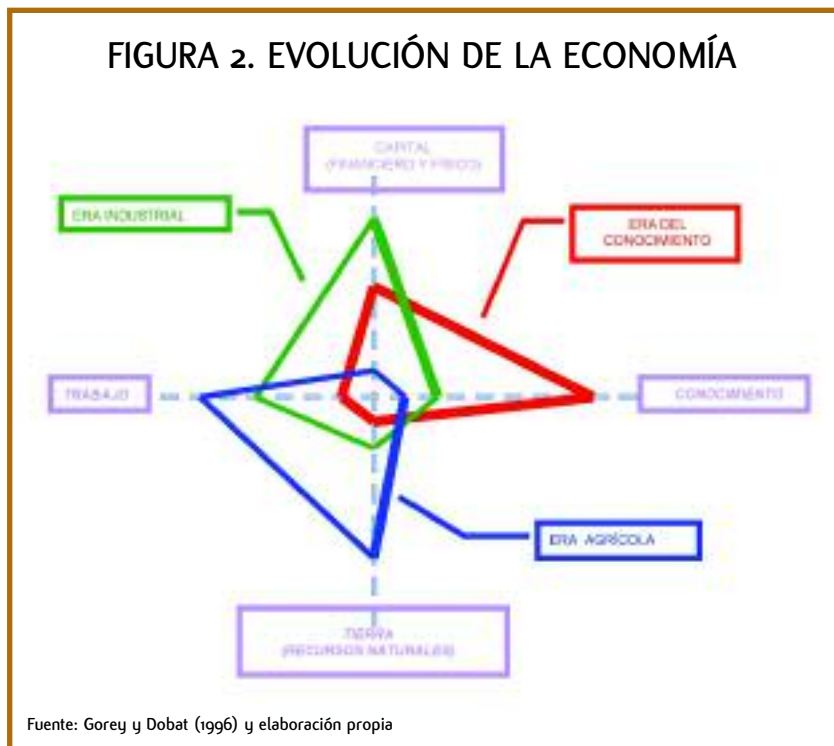 FIGURA 2. EVOLUCIÓN DE LA ECONOMÍA
CAPITAL
(FINANCIERO Y FÍSICO)
ERA INDUSTRIAL
ERA DEL
CONOCIMIENTO
TRABAJO
CONOCIMIENTO
ERA AGRÍCOLA
TIERRA
(RECURSOS NATURALES)
Fuente: Gorey y Dobat (1996) y elaboración propia